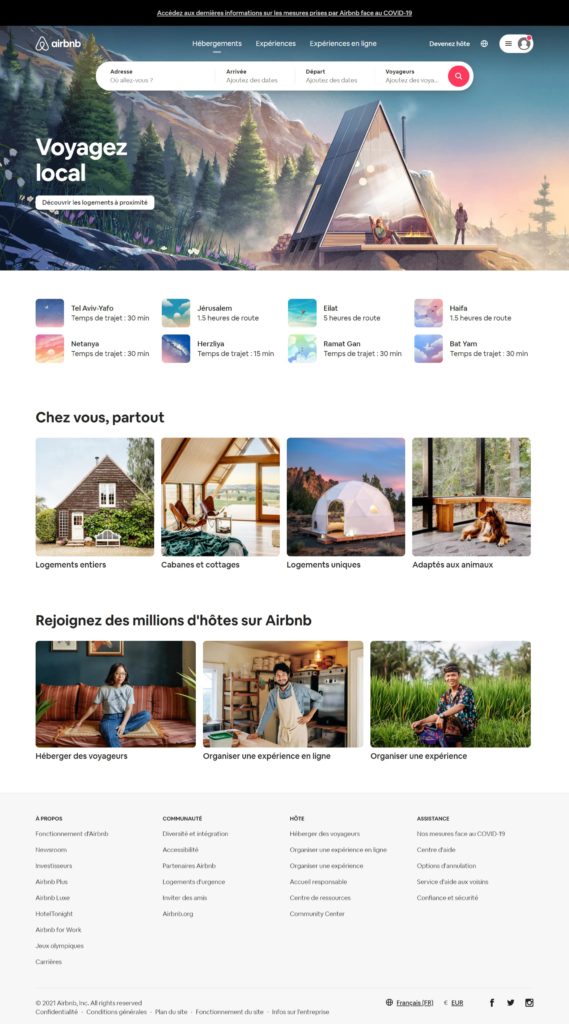 Accédez aux dernières informations sur les mesures prises par Airbnb face au COVID-19
airbnb
Hébergements
Expériences
Expériences en ligne
Devenez hôte
Adresse
Où allez-vous ?
Arrivée
Ajoutez des dates
Départ
Ajoutez des dates
Voyageurs
Ajoutez des voya...
Voyagez
local
Découvrir les logements à proximité
Tel Aviv-Yafo
Temps de trajet : 30 min
Jérusalem
1.5 heures de route
Eilat
5 heures de route
Haifa
1.5 heures de route
Netanya
Temps de trajet : 30 min
Herzliya
Temps de trajet : 15 min
Ramat Gan
Temps de trajet : 30 min
Bat Yam
Temps de trajet : 30 min
Chez vous, partout
Logements entiers
Cabanes et cottages
Logements uniques
Adaptés aux animaux
Rejoignez des millions d'hôtes sur Airbnb
Héberger des voyageurs
Organiser une expérience en ligne
Organiser une expérience
À PROPOS
Fonctionnement d'Airbnb
Newsroom
Investisseurs
Airbnb Plus
Airbnb Luxe
HotelTonight
Airbnb for Work
Jeux olympiques
Carrières
COMMUNAUTÉ
Diversité et intégration
Accessibilité
Partenaires Airbnb
Logements d'urgence
Inviter des amis
Airbnb.org
HÔTE
Héberger des voyageurs
Organiser une expérience en ligne
Organiser une expérience
Accueil responsable
Centre de ressources
Community Center
ASSISTANCE
Nos mesures face au COVID-19
Centre d'aide
Options d'annulation
Service d'aide aux voisins
Confiance et sécurité
© 2021 Airbnb, Inc. All rights reserved
Confidentialité · Conditions générales · Plan du site · Fonctionnement du site · Infos sur l'entreprise
Français (FR)
€ EUR